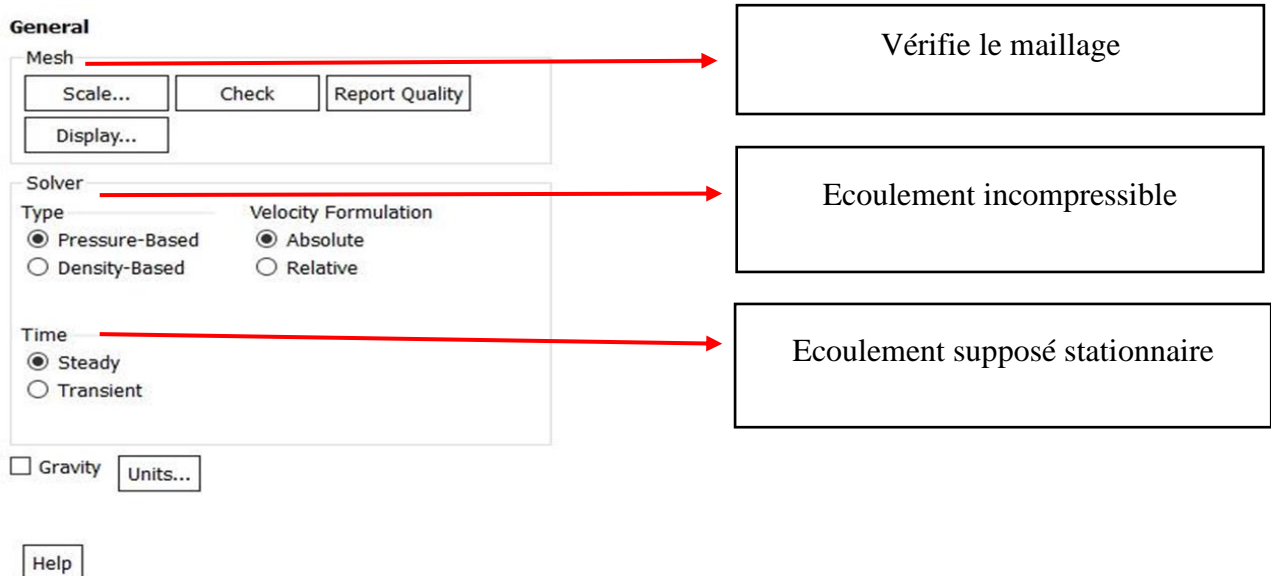 General
Mesh
Scale...
Check
Report Quality
Display...
Solver
Type
Velocity Formulation
Pressure-Based
Absolute
Density-Based
Relative
Time
Steady
Transient
Gravity
Units...
Help
Vérifie le maillage
Ecoulement incompressible
Ecoulement supposé stationnaire